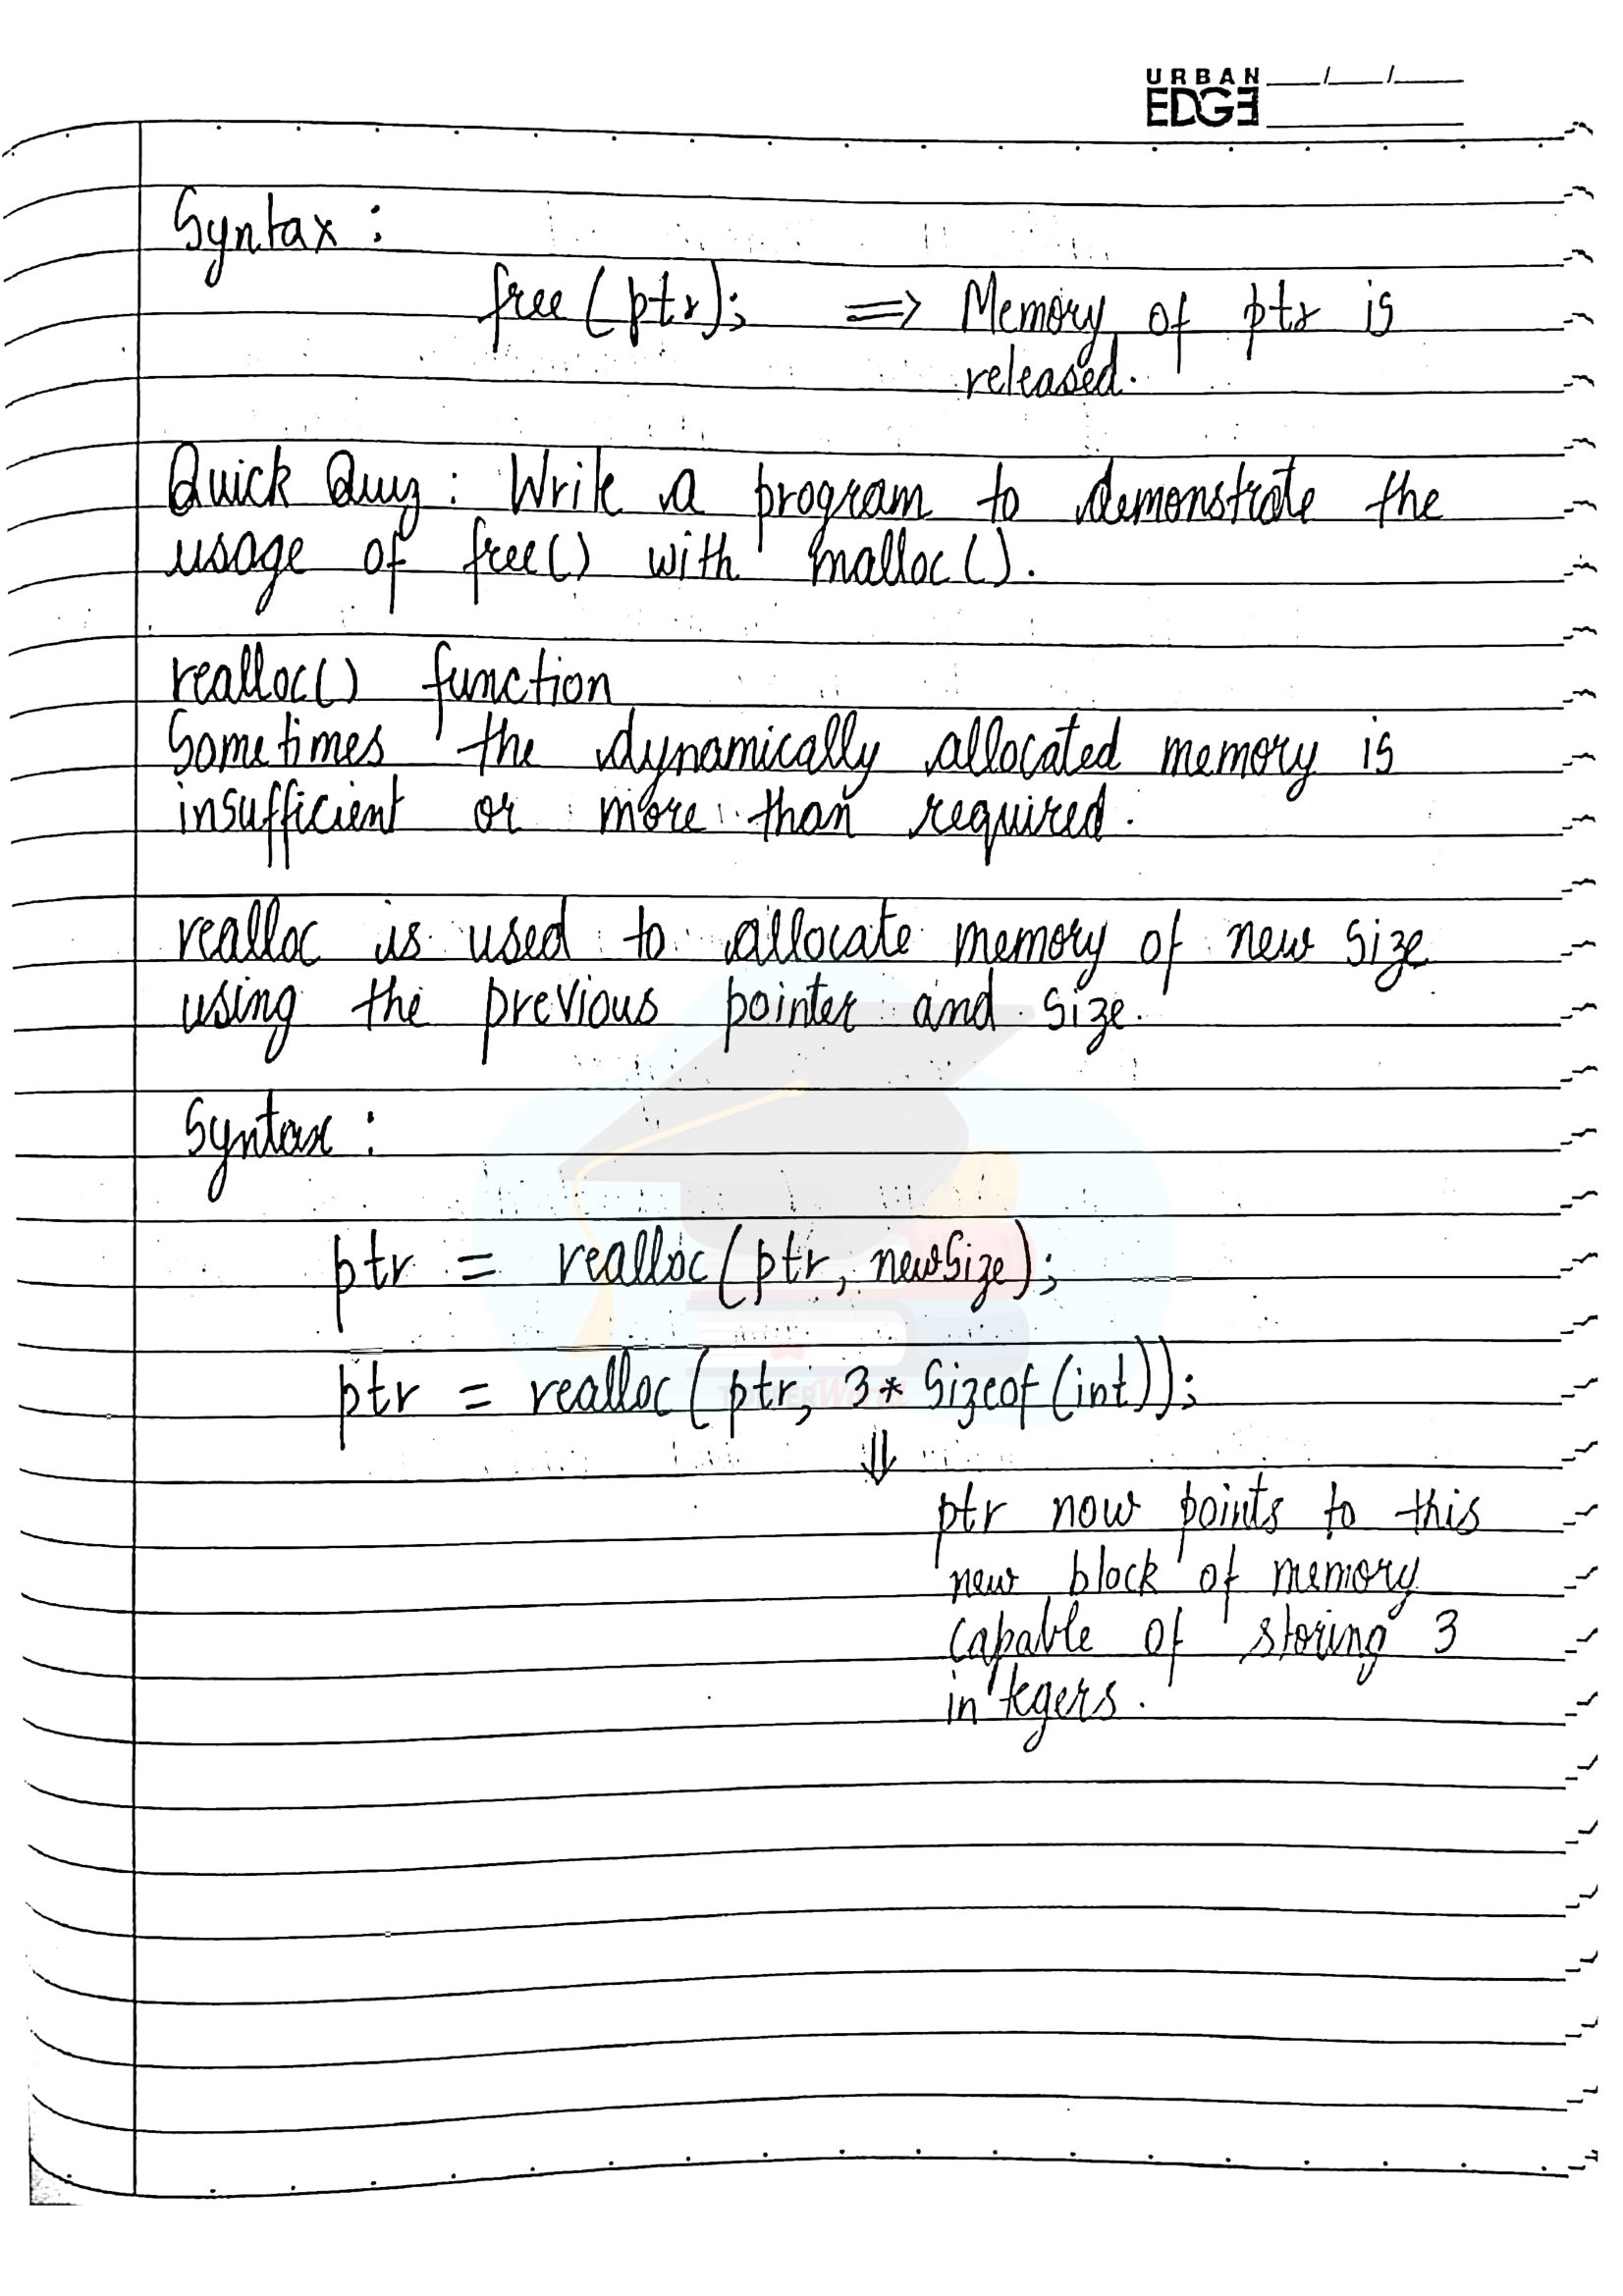 URBAN
EDGE
Syntax :
free (ptr); => Memory of ptr is
released.
Quick Quiz : Write a program to demonstrate the
usage of free() with malloc().
realloc() function
Sometimes the dynamically allocated memory is
insufficient or more than required.
realloc is used to allocate memory of new size
using the previous pointer and size.
Syntax :
ptr = realloc(ptr, newSize);
ptr = realloc(ptr, 3* sizeof(int));
⇓
ptr now points to this
new block of memory
capable of storing 3
integers.